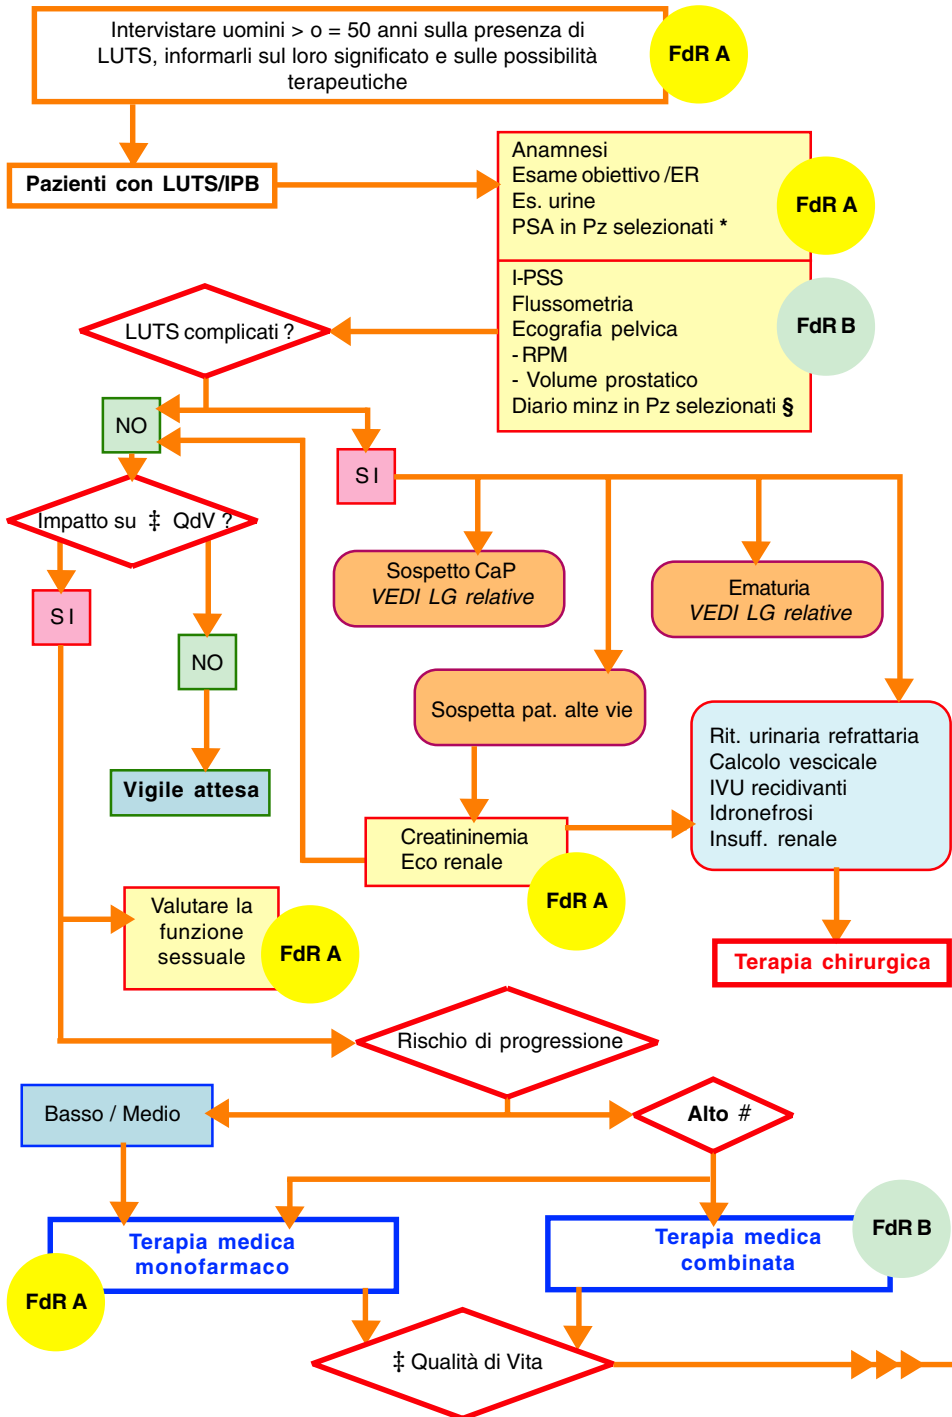 Intervistare uomini > o = 50 anni sulla presenza di
LUTS, informarli sul loro significato e sulle possibilità
terapeutiche
FdR A
Pazienti con LUTS/IPB
Anamnesi
Esame obiettivo /ER
Es. urine
PSA in Pz selezionati *
FdR A
I-PSS
Flussometria
Ecografia pelvica
- RPM
- Volume prostatico
Diario minz in Pz selezionati §
FdR B
LUTS complicati ?
NO
SI
Impatto su ‡ QdV ?
SI
NO
Vigile attesa
Sospetto CaP
VEDI LG relative
Ematuria
VEDI LG relative
Sospetta pat. alte vie
Rit. urinaria refrattaria
Calcolo vescicale
IVU recidivanti
Idronefrosi
Insuff. renale
Creatininemia
Eco renale
FdR A
Valutare la
funzione
sessuale
FdR A
Terapia chirurgica
Rischio di progressione
Basso / Medio
Alto #
Terapia medica
monofarmaco
FdR A
Terapia medica
combinata
FdR B
‡ Qualità di Vita